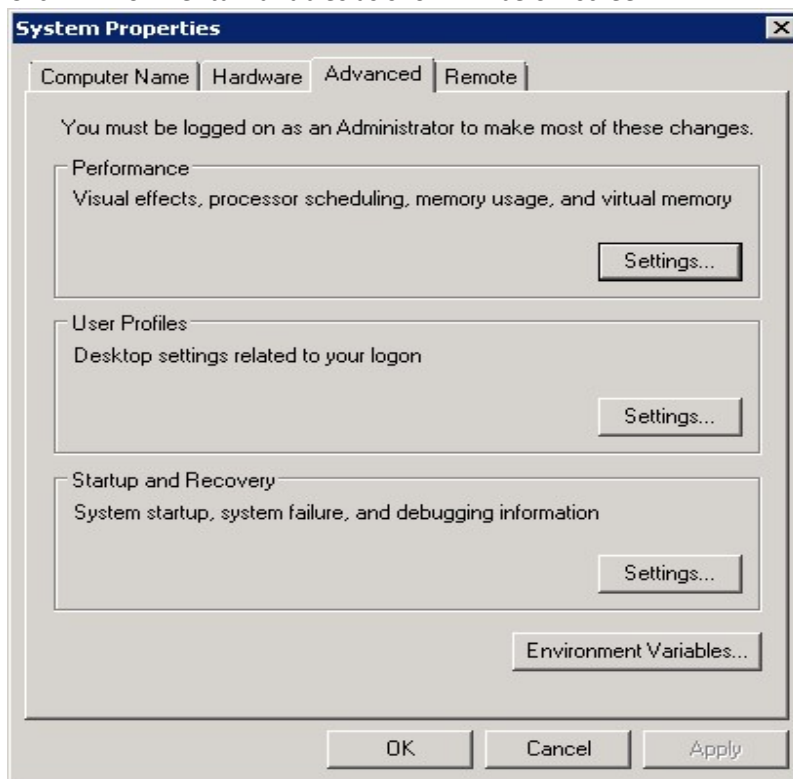 System Properties
Computer Name Hardware Advanced Remote
You must be logged on as an Administrator to make most of these changes.
Performance
Visual effects, processor scheduling, memory usage, and virtual memory
Settings...
User Profiles
Desktop settings related to your logon
Settings...
Startup and Recovery
System startup, system failure, and debugging information
Settings...
Environment Variables...
OK Cancel Apply